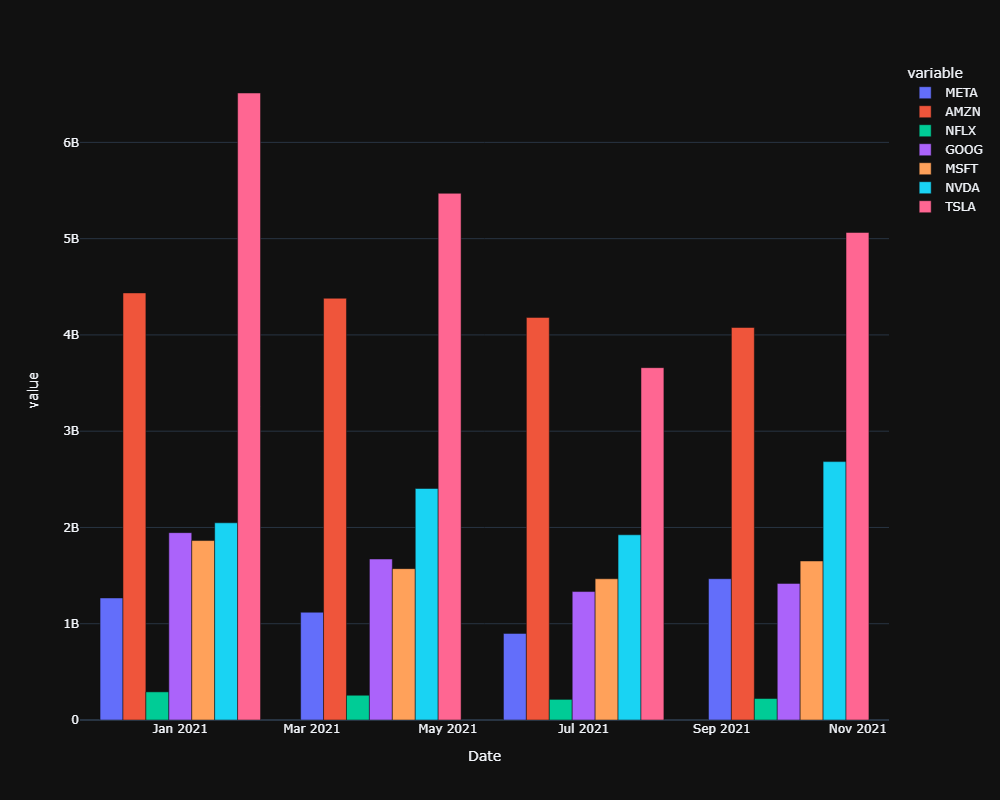 variable
META
AMZN
NFLX
GOOG
MSFT
NVDA
TSLA
6B
5B
4B
3B
2B
1B
0
value
Jan 2021
Mar 2021
May 2021
Jul 2021
Sep 2021
Nov 2021
Date